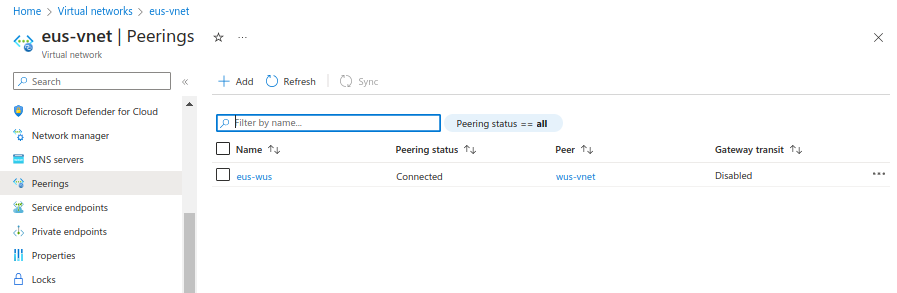 Home > Virtual networks > eus-vnet
eus-vnet | Peerings ☆ ...
Virtual network
Search «
Add Refresh Sync
Microsoft Defender for Cloud
Network manager
DNS servers
Peerings
Service endpoints
Private endpoints
Properties
Locks
Filter by name... Peering status == all
Name ↑↓ Peering status ↑↓ Peer ↑↓ Gateway transit ↑↓
eus-wus Connected wus-vnet Disabled ...